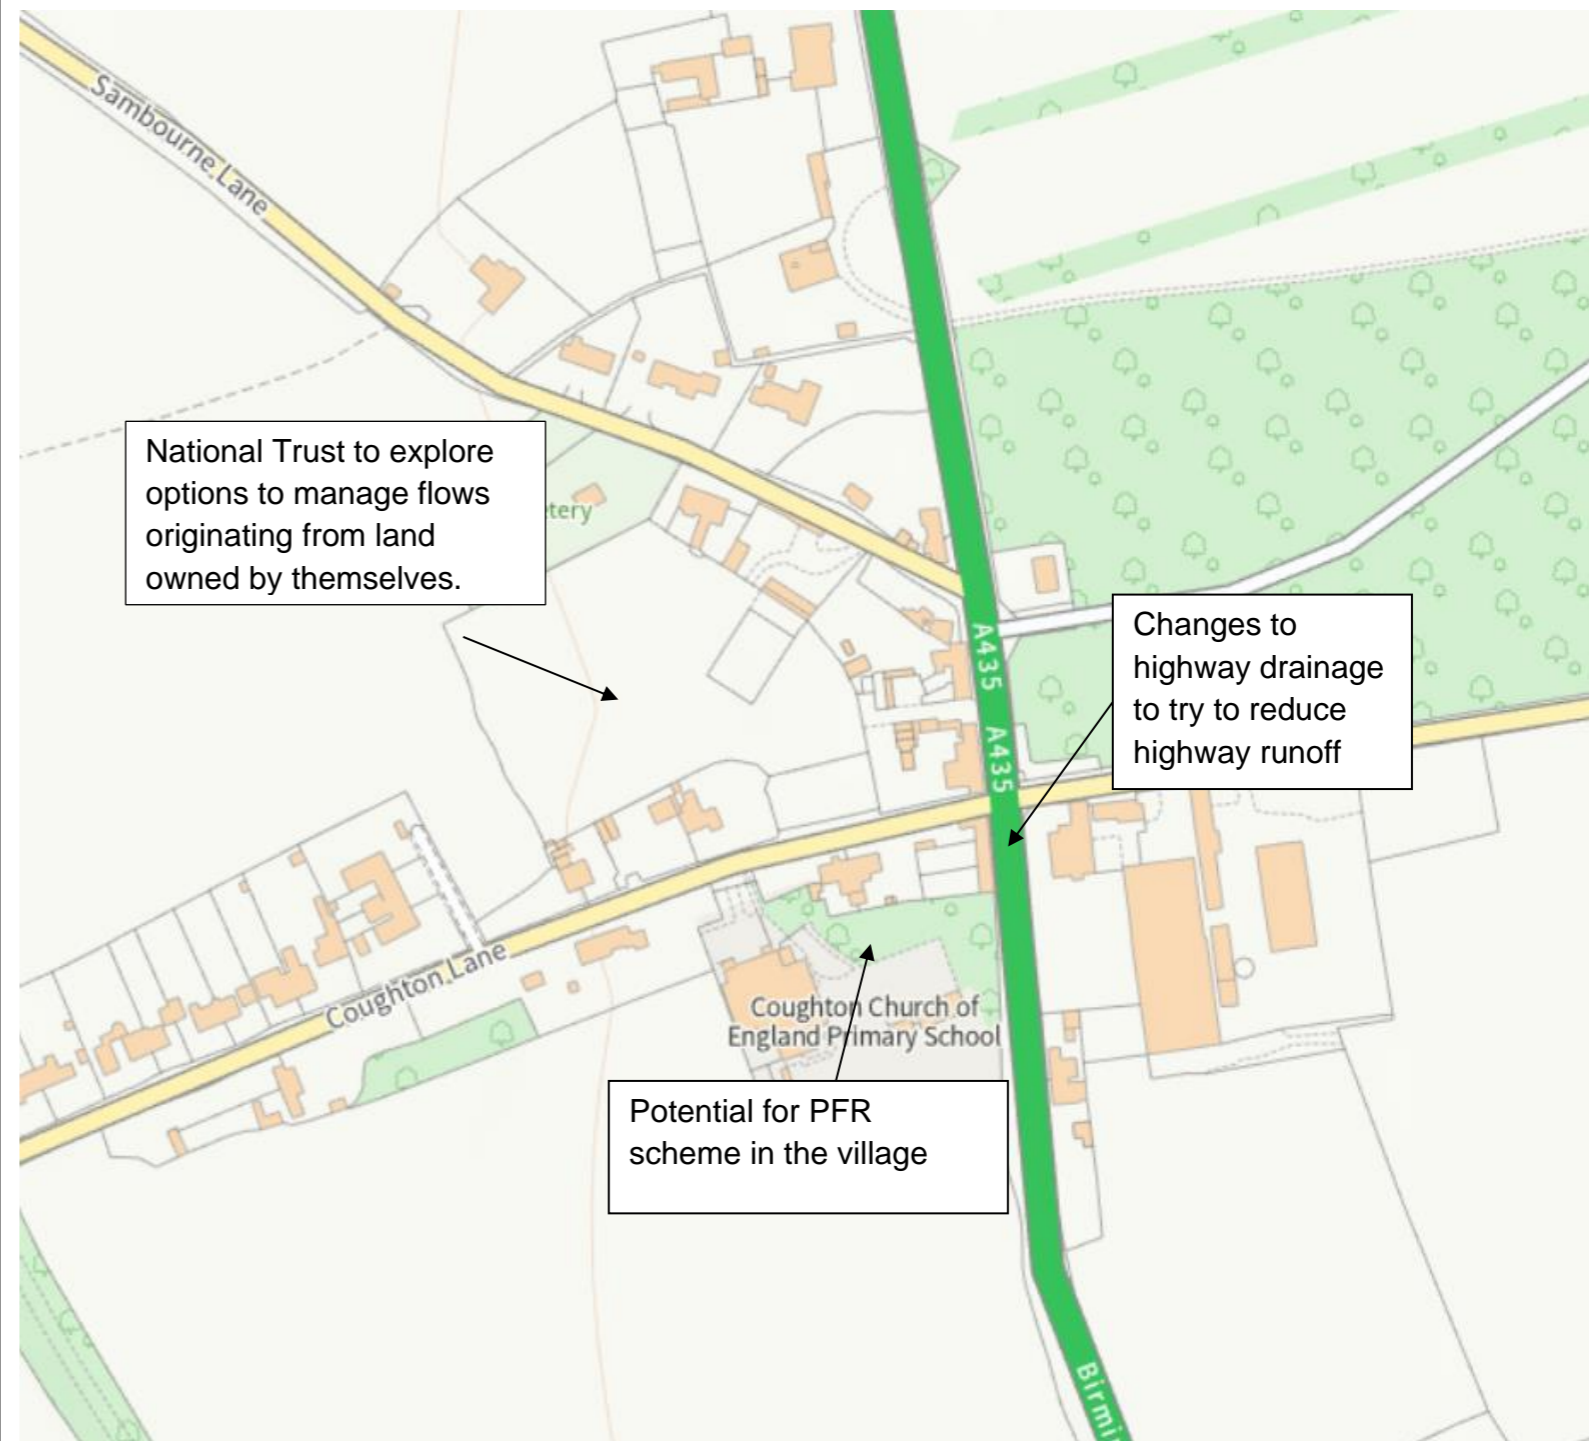 Sambourne Lane
National Trust to explore
options to manage flows
originating from land
owned by themselves.
tery
A435
A435
Changes to
highway drainage
to try to reduce
highway runoff
Coughton Lane
Coughton Church of
England Primary School
Potential for PFR
scheme in the village
Birmi